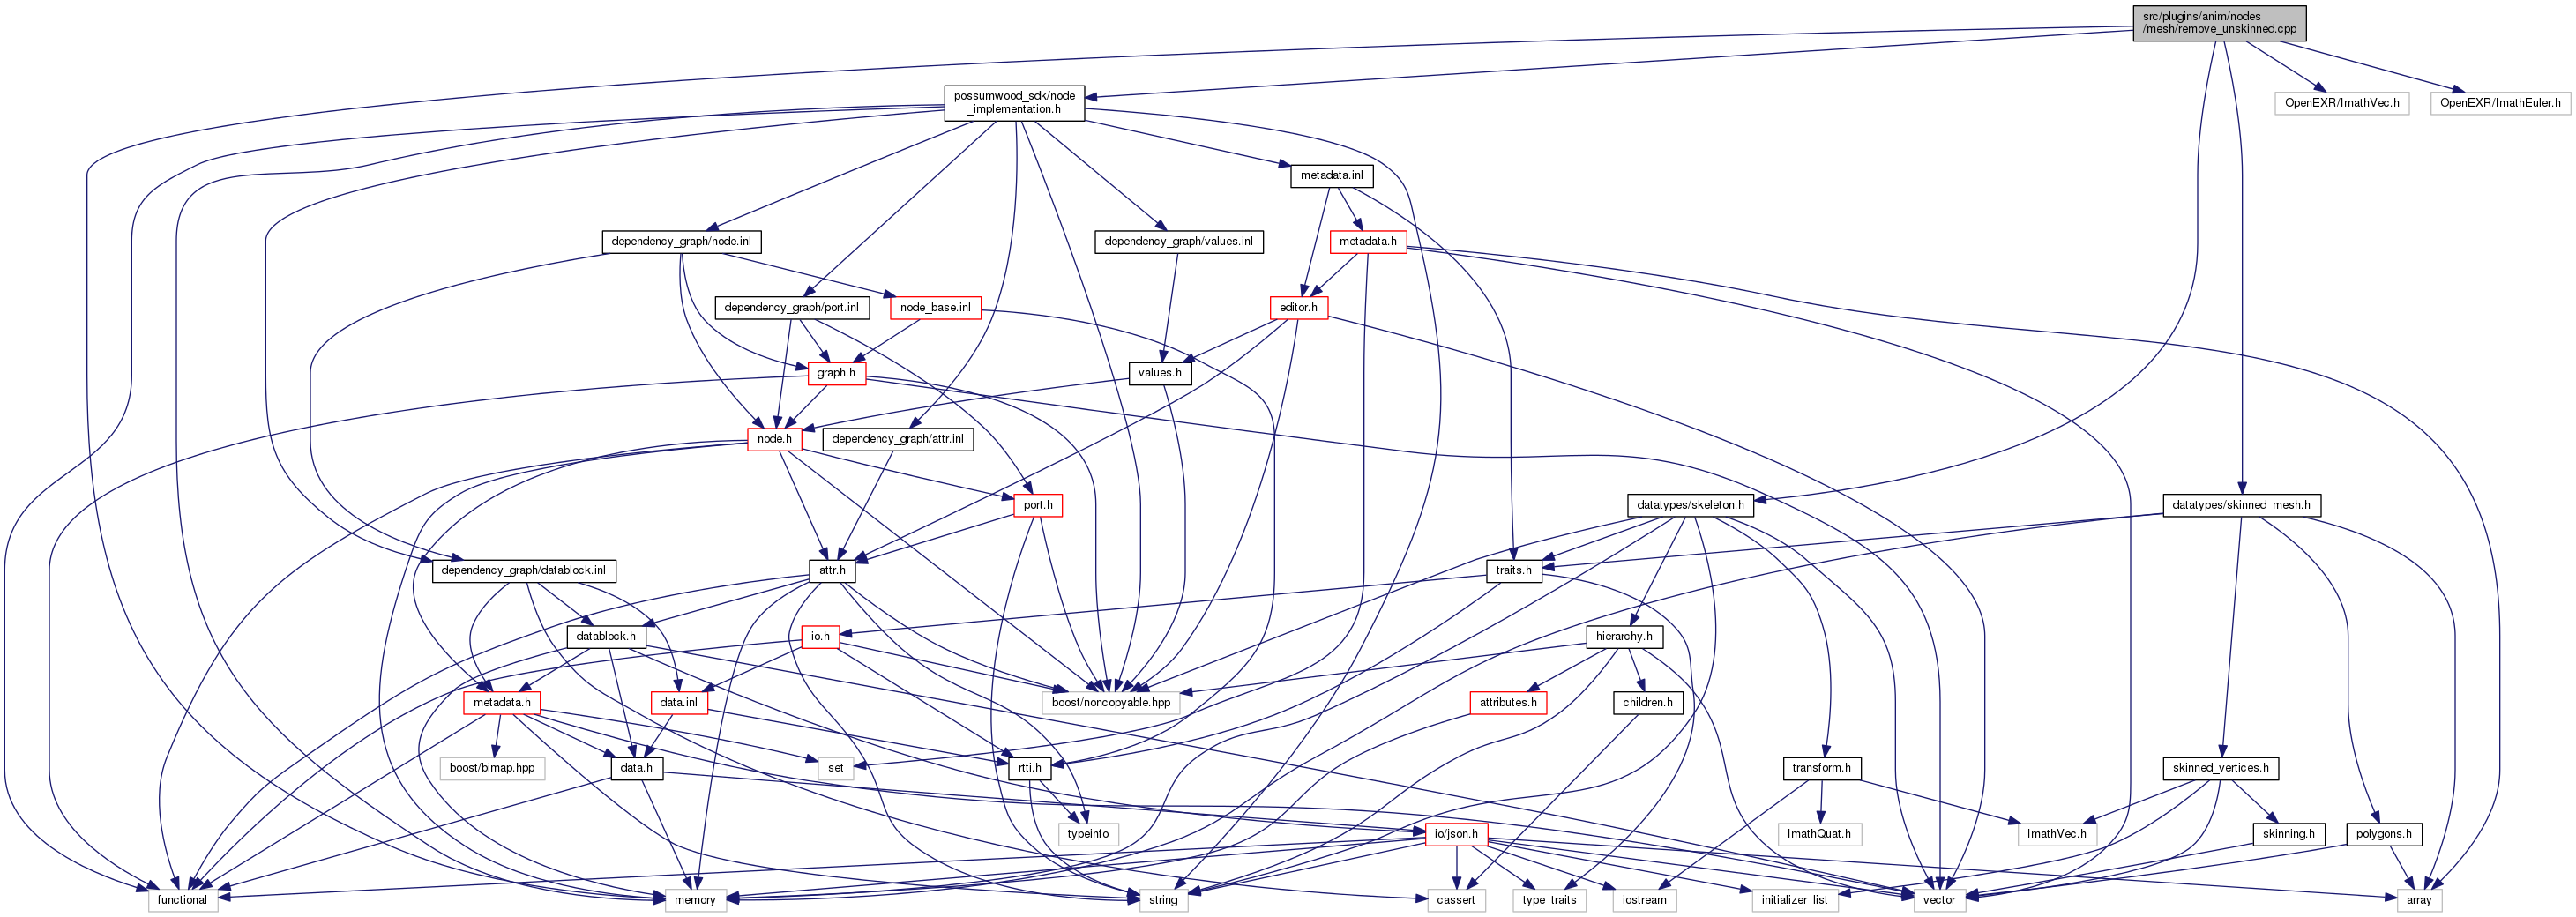 src/plugins/anim/nodes
/mesh/remove_unskinned.cpp
possumwood_sdk/node
_implementation.h
OpenEXR/ImathVec.h
OpenEXR/ImathEuler.h
metadata.inl
dependency_graph/node.inl
dependency_graph/values.inl
metadata.h
dependency_graph/port.inl
node_base.inl
editor.h
graph.h
values.h
node.h
dependency_graph/attr.inl
port.h
datatypes/skeleton.h
datatypes/skinned_mesh.h
dependency_graph/datablock.inl
attr.h
traits.h
datablock.h
io.h
hierarchy.h
metadata.h
data.inl
boost/noncopyable.hpp
attributes.h
children.h
boost/bimap.hpp
data.h
set
rtti.h
transform.h
skinned_vertices.h
typeinfo
io/json.h
ImathQuat.h
ImathVec.h
skinning.h
polygons.h
functional
memory
string
cassert
type_traits
iostream
initializer_list
vector
array